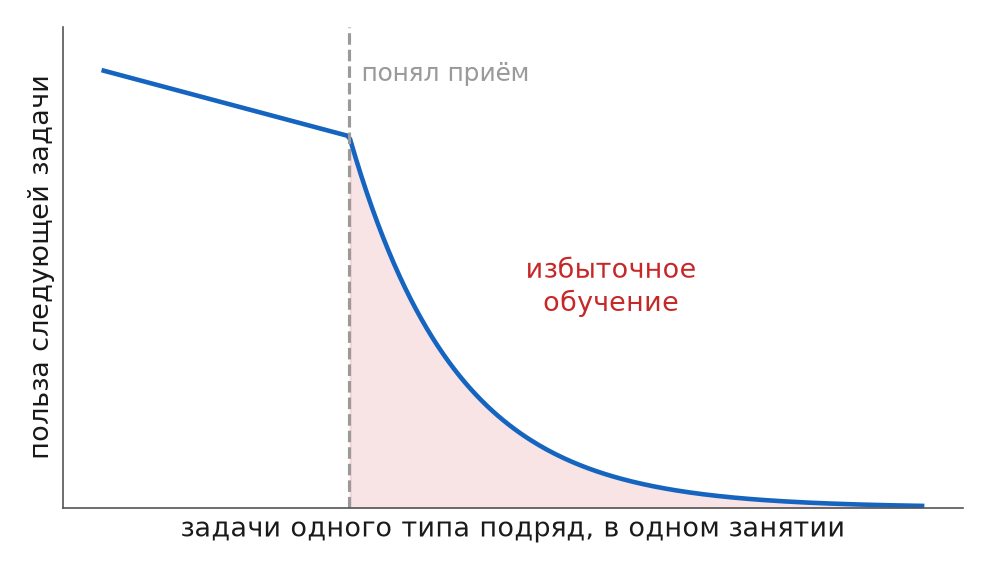 польза следующей задачи
понял приём
избыточное
обучение
задачи одного типа подряд, в одном занятии